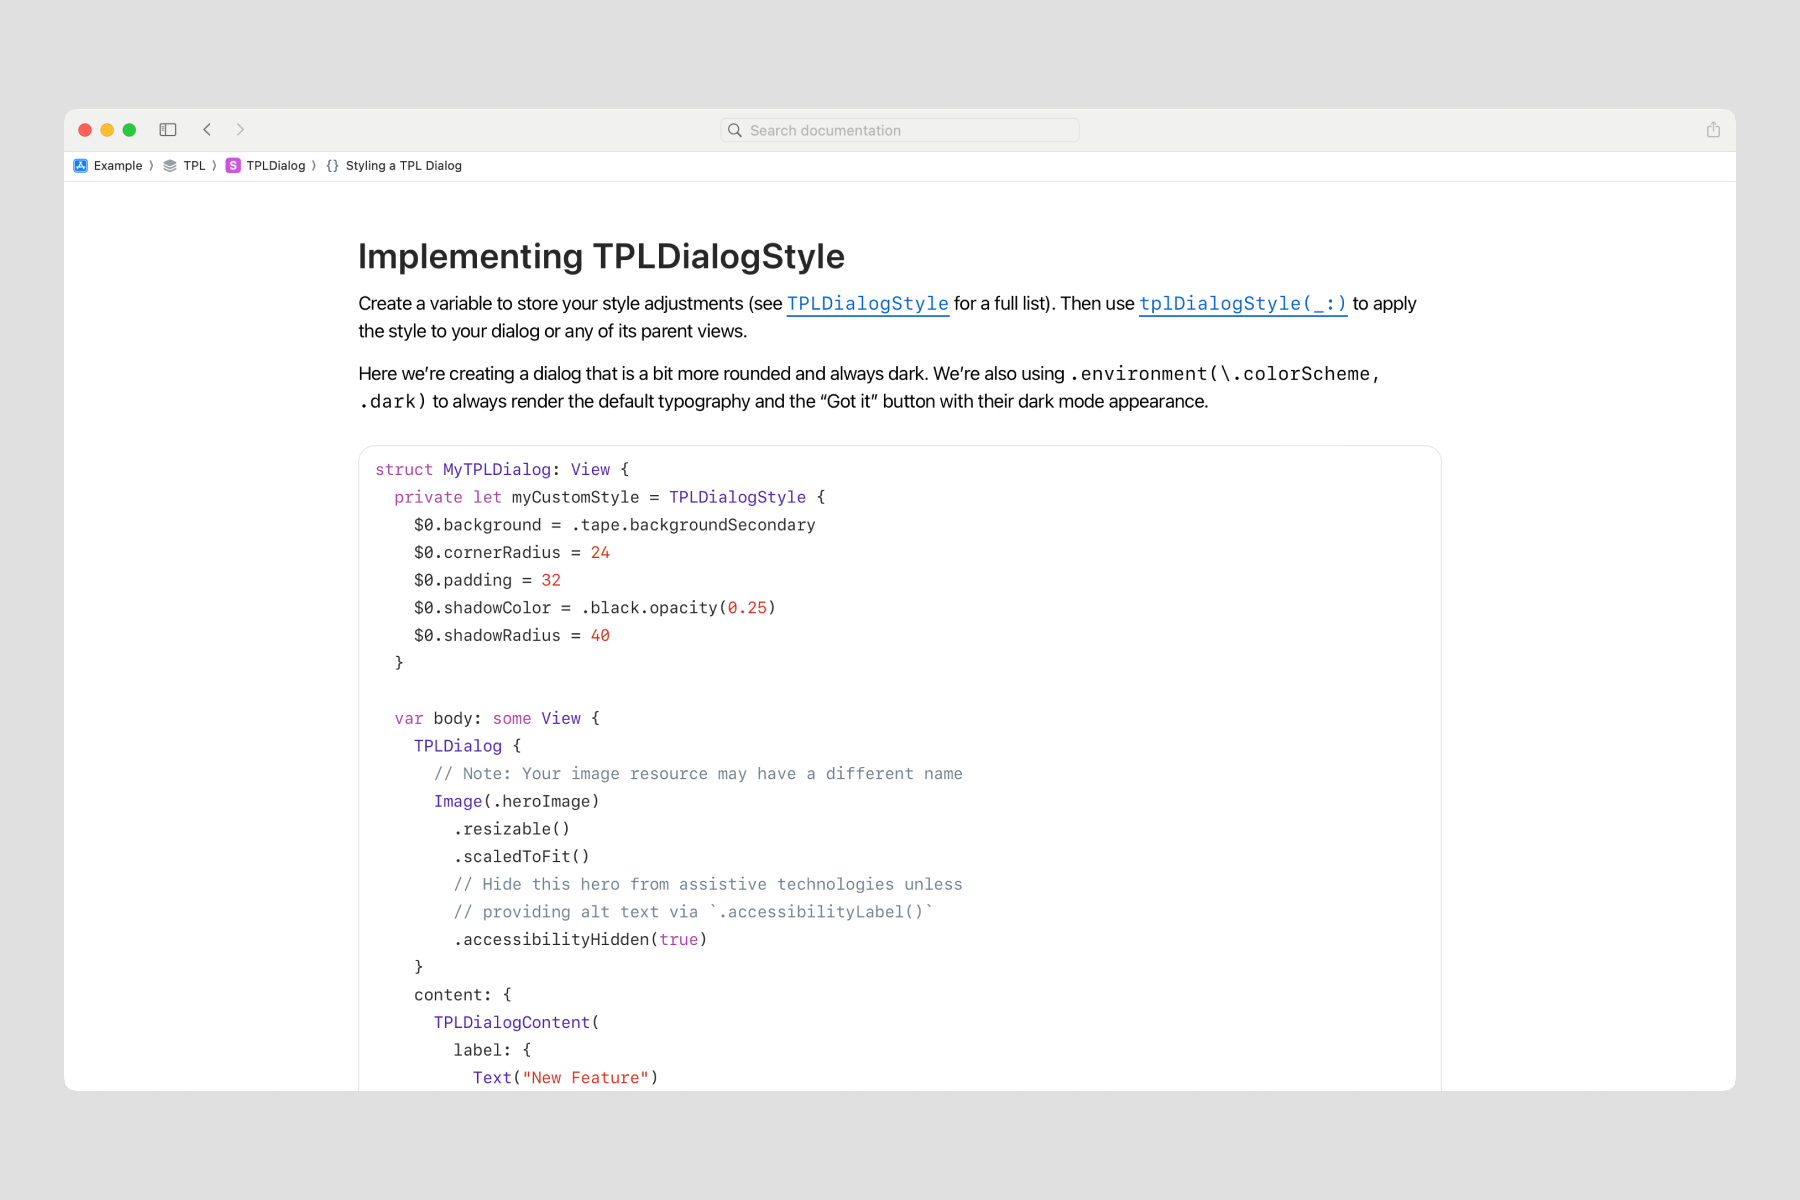 Search documentation
Example 〉 TPL 〉 S TPLDialog 〉 {} Styling a TPL Dialog
Implementing TPLDialogStyle
Create a variable to store your style adjustments (see TPLDialogStyle for a full list). Then use tplDialogStyle(_:) to apply
the style to your dialog or any of its parent views.
Here we’re creating a dialog that is a bit more rounded and always dark. We’re also using .environment(\.colorScheme,
.dark) to always render the default typography and the “Got it” button with their dark mode appearance.
struct MyTPLDialog: View {
  private let myCustomStyle = TPLDialogStyle {
    $0.background = .tape.backgroundSecondary
    $0.cornerRadius = 24
    $0.padding = 32
    $0.shadowColor = .black.opacity(0.25)
    $0.shadowRadius = 40
  }
  var body: some View {
    TPLDialog {
      // Note: Your image resource may have a different name
      Image(.heroImage)
        .resizable()
        .scaledToFit()
        // Hide this hero from assistive technologies unless
        // providing alt text via `.accessibilityLabel()`
        .accessibilityHidden(true)
    }
    content: {
      TPLDialogContent(
        label: {
          Text("New Feature")